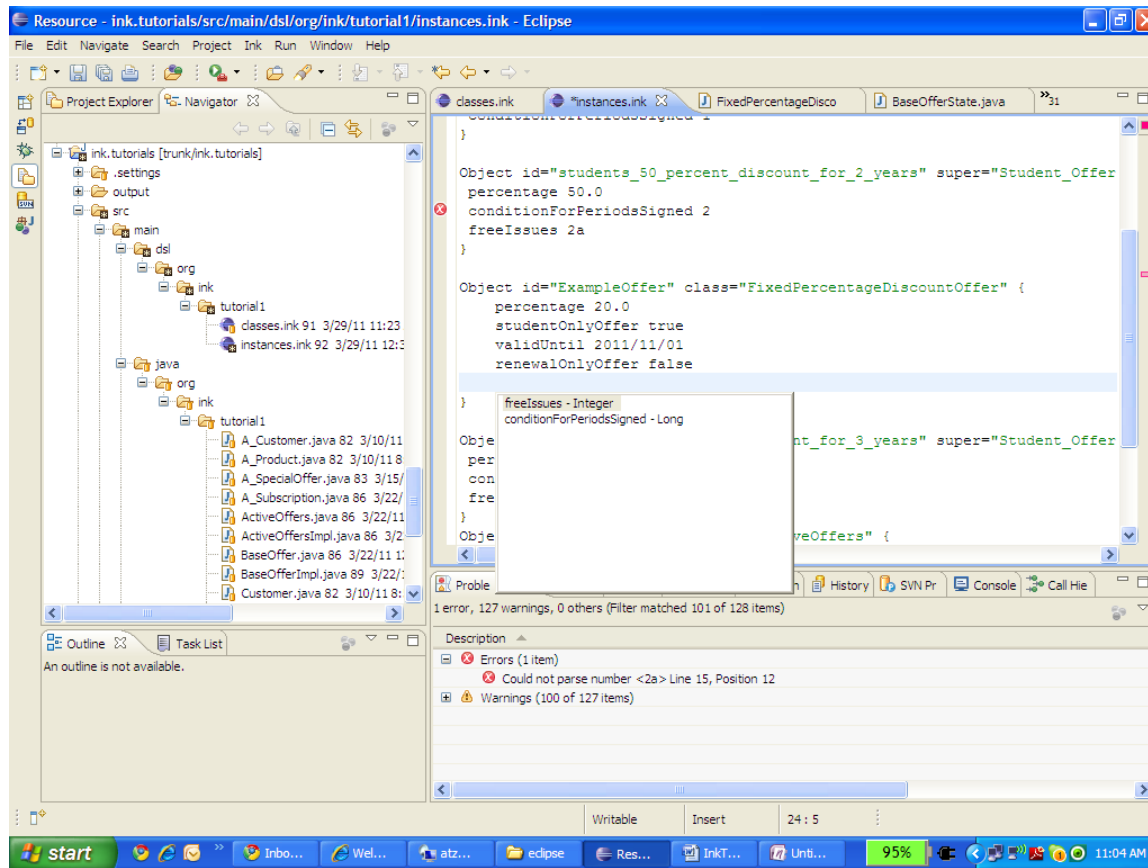 Resource - ink.tutorials/src/main/dsl/org/ink/tutorial1/instances.ink - Eclipse
File Edit Navigate Search Project Ink Run Window Help
Project Explorer Navigator
classes.ink *instances.ink FixedPercentageDisco BaseOfferState.java »31
ink.tutorials [trunk/ink.tutorials]
.settings
output
src
main
dsl
org
ink
tutorial1
classes.ink 91 3/29/11 11:23
instances.ink 92 3/29/11 12:3
java
org
ink
tutorial1
A_Customer.java 82 3/10/11
A_Product.java 82 3/10/11 8
A_SpecialOffer.java 83 3/15/
A_Subscription.java 86 3/22/
ActiveOffers.java 86 3/22/11
ActiveOffersImpl.java 86 3/2
BaseOffer.java 86 3/22/11 1
BaseOfferImpl.java 89 3/22/
Customer.java 82 3/10/11 8:
conditionForPeriodsSigned 1
}
Object id="students_50_percent_discount_for_2_years" super="Student_Offer
percentage 50.0
conditionForPeriodsSigned 2
freeIssues 2a
}
Object id="ExampleOffer" class="FixedPercentageDiscountOffer" {
percentage 20.0
studentOnlyOffer true
validUntil 2011/11/01
renewalOnlyOffer false
}
freeIssues - Integer
conditionForPeriodsSigned - Long
Obje nt_for_3_years" super="Student_Offer
per
con
fre
}
Obje veOffers" {
Proble n History SVN Pr Console Call Hie
1 error, 127 warnings, 0 others (Filter matched 101 of 128 items)
Description
Errors (1 item)
Could not parse number <2a> Line 15, Position 12
Warnings (100 of 127 items)
Outline Task List
An outline is not available.
Writable Insert 24 : 5
start » Inbo... Wel... atz... eclipse Res... InkT... Unti... 95% 11:04 AM